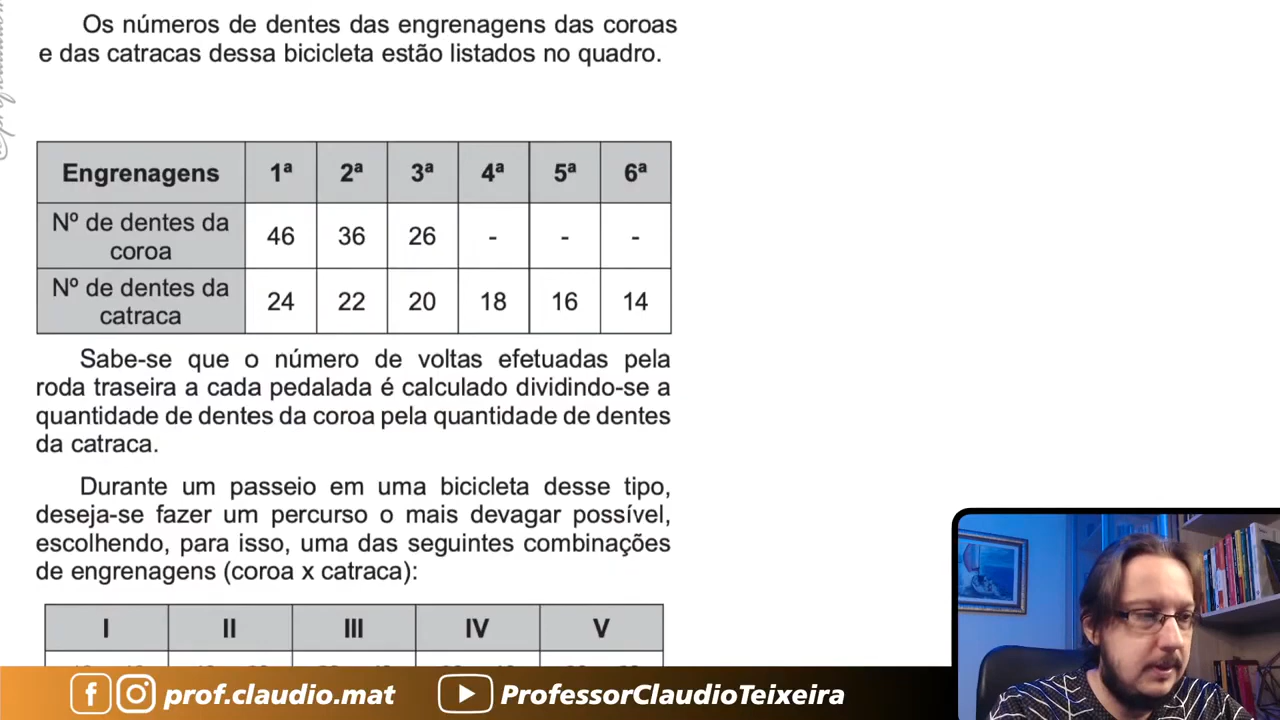 Os números de dentes das engrenagens das coroas
e das catracas dessa bicicleta estão listados no quadro.
Engrenagens 1ª 2ª 3ª 4ª 5ª 6ª
Nº de dentes da
coroa
46 36 26 - - -
Nº de dentes da
catraca
24 22 20 18 16 14
Sabe-se que o número de voltas efetuadas pela
roda traseira a cada pedalada é calculado dividindo-se a
quantidade de dentes da coroa pela quantidade de dentes
da catraca.
Durante um passeio em uma bicicleta desse tipo,
deseja-se fazer um percurso o mais devagar possível,
escolhendo, para isso, uma das seguintes combinações
de engrenagens (coroa x catraca):
I II III IV V
prof.claudio.mat
ProfessorClaudioTeixeira